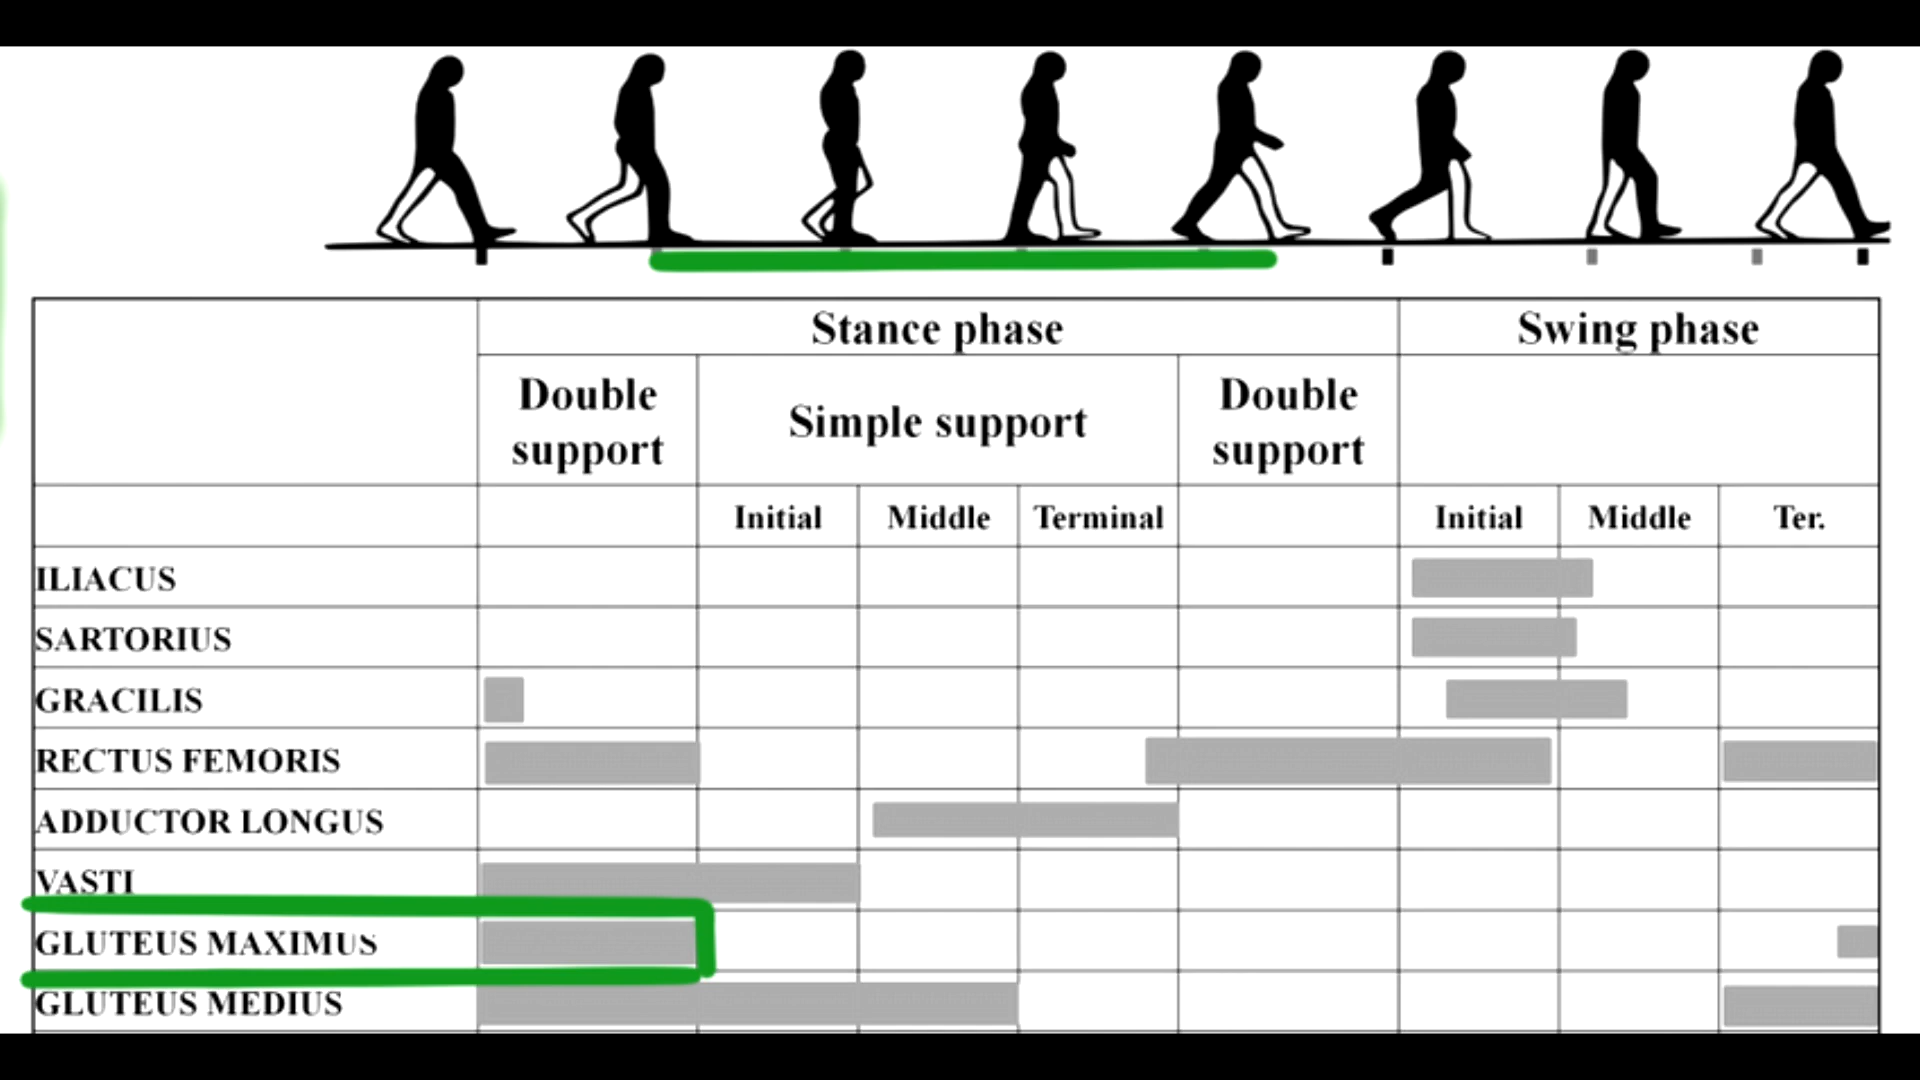 Stance phase
Swing phase
Double support
Simple support
Double support
Initial
Middle
Terminal
Initial
Middle
Ter.
ILIACUS
SARTORIUS
GRACILIS
RECTUS FEMORIS
ADDUCTOR LONGUS
VASTI
GLUTEUS MAXIMUS
GLUTEUS MEDIUS